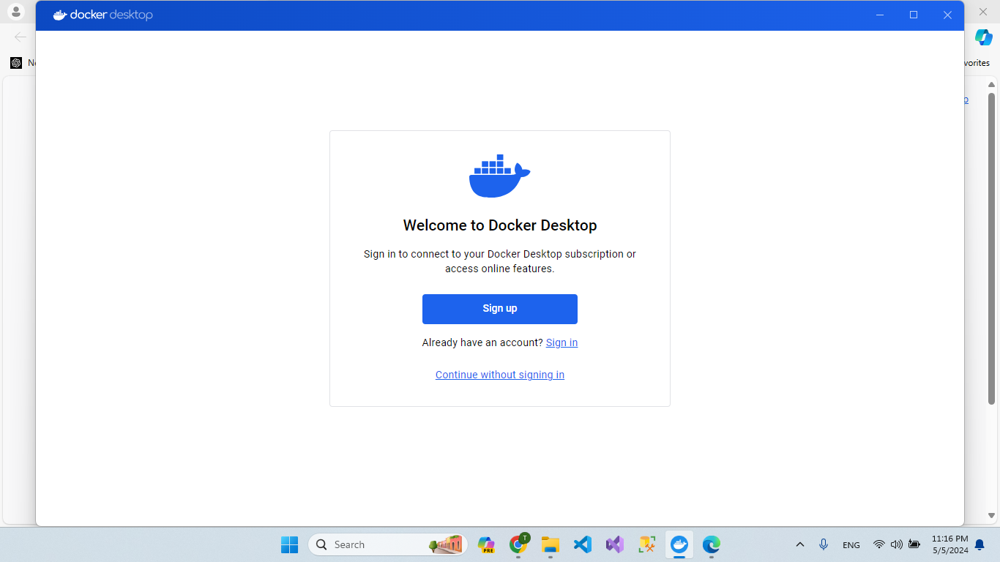 docker desktop
vorites
Welcome to Docker Desktop
Sign in to connect to your Docker Desktop subscription or
access online features.
Sign up
Already have an account? Sign in
Continue without signing in
Search
PRE
T
ENG
11:16 PM
5/5/2024